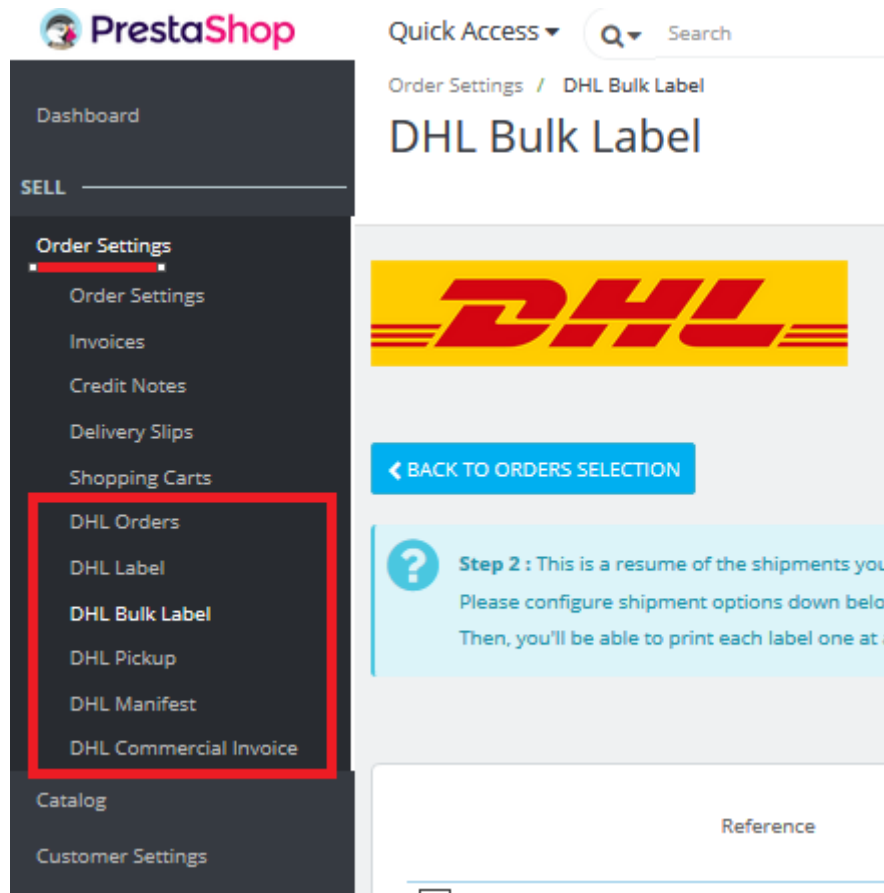 PrestaShop
Quick Access
Search
Order Settings / DHL Bulk Label
DHL Bulk Label
Dashboard
SELL
Order Settings
Order Settings
Invoices
Credit Notes
Delivery Slips
Shopping Carts
DHL Orders
DHL Label
DHL Bulk Label
DHL Pickup
DHL Manifest
DHL Commercial Invoice
Catalog
Customer Settings
DHL
BACK TO ORDERS SELECTION
?
Step 2 : This is a resume of the shipments you
Please configure shipment options down belo
Then, you'll be able to print each label one at
Reference